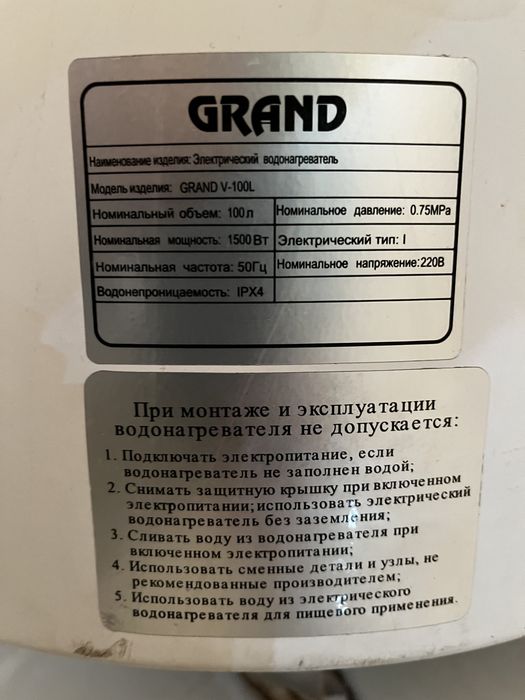 GRAND
Наименование изделия: Электрический водонагреватель
Модель изделия: GRAND V-100L
Номинальный объем: 100 л Номинальное давление: 0.75MPa
Номинальная мощность: 1500 Вт Электрический тип: I
Номинальная частота: 50Гц Номинальное напряжение:220В
Водонепроницаемость: IPX4
При монтаже и эксплуатации
водонагревателя не допускается:
1. Подключать электропитание, если
водонагреватель не заполнен водой;
2. Снимать защитную крышку при включенном
электропитании; использовать электрический
водонагреватель без заземления;
3. Сливать воду из водонагревателя при
включенном электропитании;
4. Использовать сменные детали и узлы, не
рекомендованные производителем;
5. Использовать воду из электрического
водонагревателя для пищевого применения.